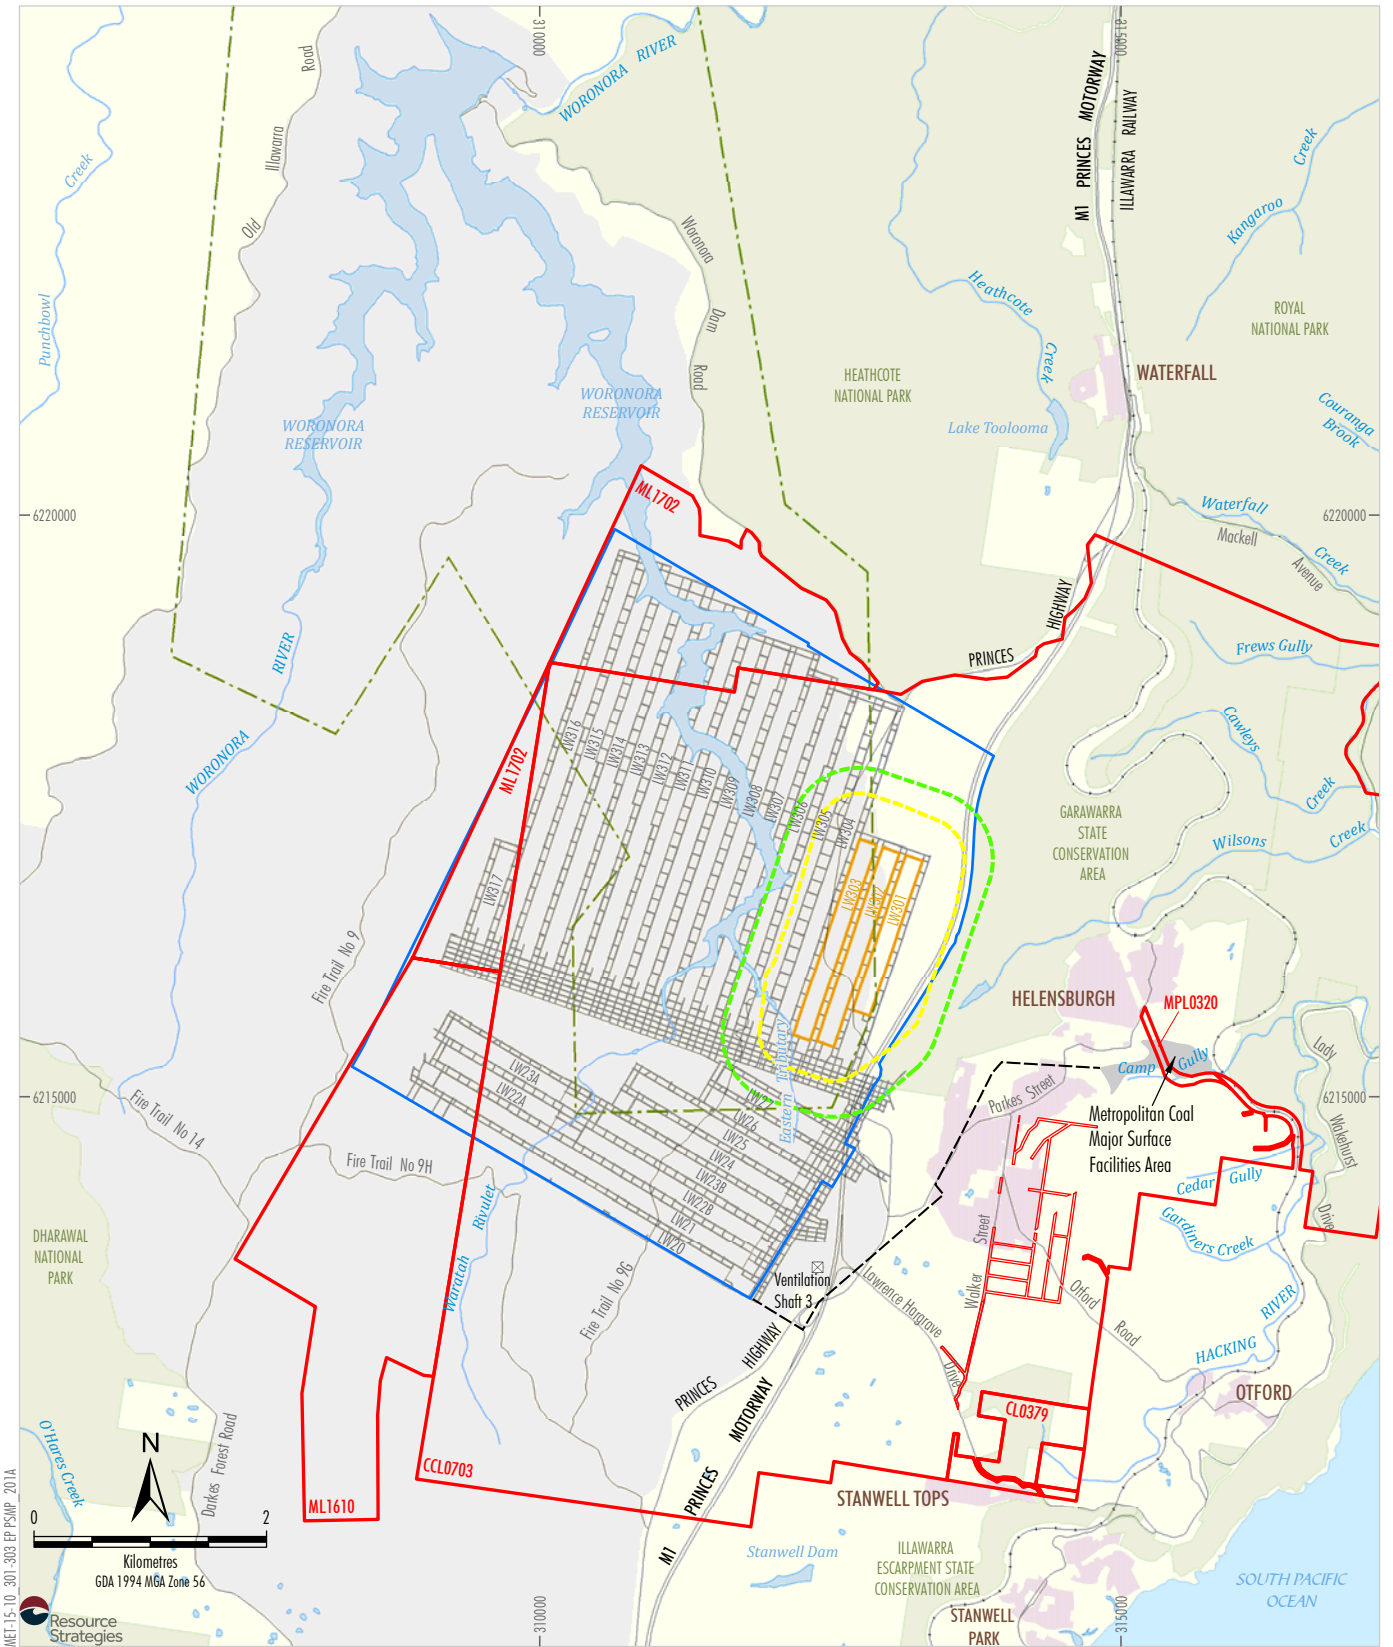 310000
315000
Road
Illawarra
Old
WORONORA RIVER
M1 PRINCES MOTORWAY
ILLAWARRA RAILWAY
Creek
Punchbowl
Creek
Kangaroo
Woronora
Dam
Road
Heathcote
Creek
ROYAL
NATIONAL PARK
HEATHCOTE
NATIONAL PARK
WATERFALL
WORONORA
RESERVOIR
WORONORA
RESERVOIR
Lake Toolooma
Couranga
Brook
ML1702
6220000
6220000
Waterfall
Creek
Mackell
Avenue
HIGHWAY
PRINCES
RIVER
WORONORA
Frews Gully
Cawleys
Creek
Wilsons
Creek
ML1702
LW316
LW315
LW314
LW313
LW312
LW311
LW310
LW309
LW308
LW307
LW306
LW305
LW304
LW303
LW302
LW301
LW317
GARAWARRA
STATE
CONSERVATION
AREA
Fire Trail No 9
HELENSBURGH
MPL0320
Camp Gully
Lady
Wakehurst
Drive
Eastern Tributary
6215000
6215000
Parkes Street
Metropolitan Coal
Major Surface
Facilities Area
LW23A
LW22A
LW27
LW26
LW25
LW24
LW23B
LW22B
LW21
LW20
Fire Trail No 14
Fire Trail No 9H
Cedar Gully
Gardiners Creek
Waratah Rivulet
Fire Trail No 9G
DHARAWAL
NATIONAL
PARK
Ventilation
Shaft 3
Lawrence Hargrave
Drive
Walker
Street
Otford
Road
HACKING RIVER
PRINCES HIGHWAY
M1 PRINCES MOTORWAY
OTFORD
CL0379
CCL0703
ML1610
STANWELL TOPS
O'Hares Creek
Darkes Forest Road
N
0 2
Kilometres
GDA 1994 MGA Zone 56
Stanwell Dam
ILLAWARRA
ESCARPMENT STATE
CONSERVATION AREA
SOUTH PACIFIC
OCEAN
STANWELL
PARK
310000
315000
Resource
Strategies
MET-15-10_301-303 EP PSMP_201A